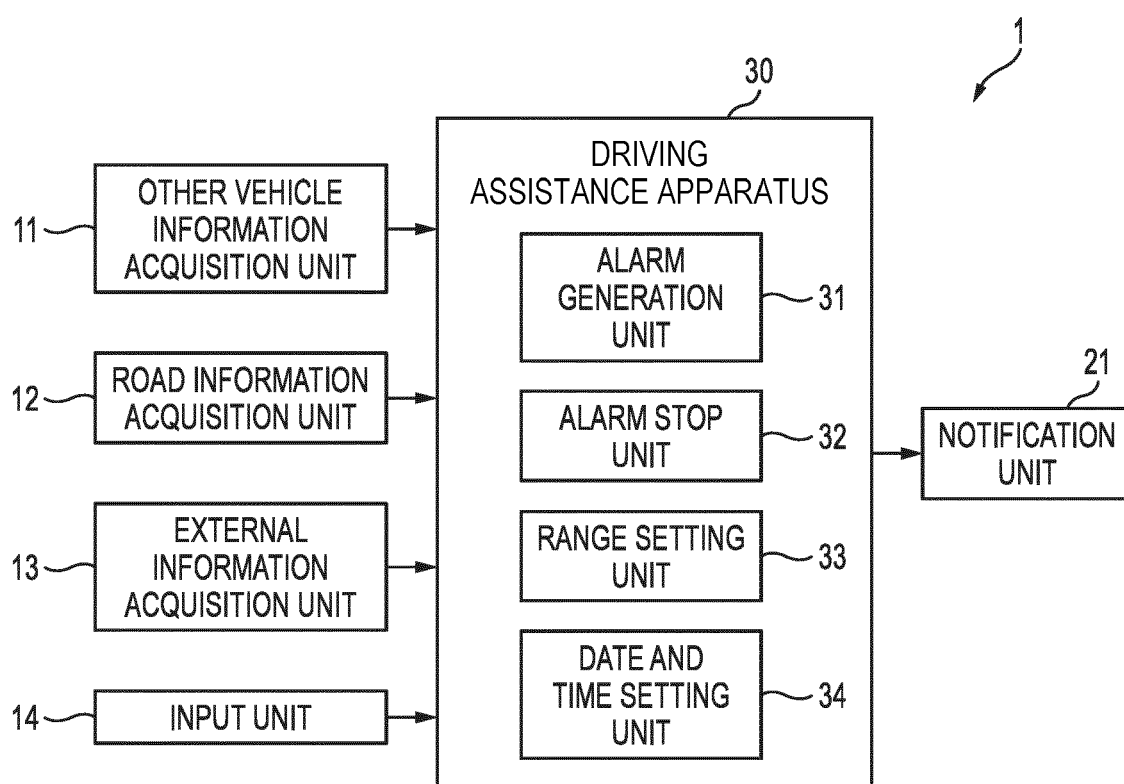 1
30
DRIVING
ASSISTANCE APPARATUS
11
OTHER VEHICLE
INFORMATION
ACQUISITION UNIT
12
ROAD INFORMATION
ACQUISITION UNIT
13
EXTERNAL
INFORMATION
ACQUISITION UNIT
14
INPUT UNIT
ALARM
GENERATION
UNIT
31
ALARM STOP
UNIT
32
RANGE SETTING
UNIT
33
DATE AND
TIME SETTING
UNIT
34
21
NOTIFICATION
UNIT